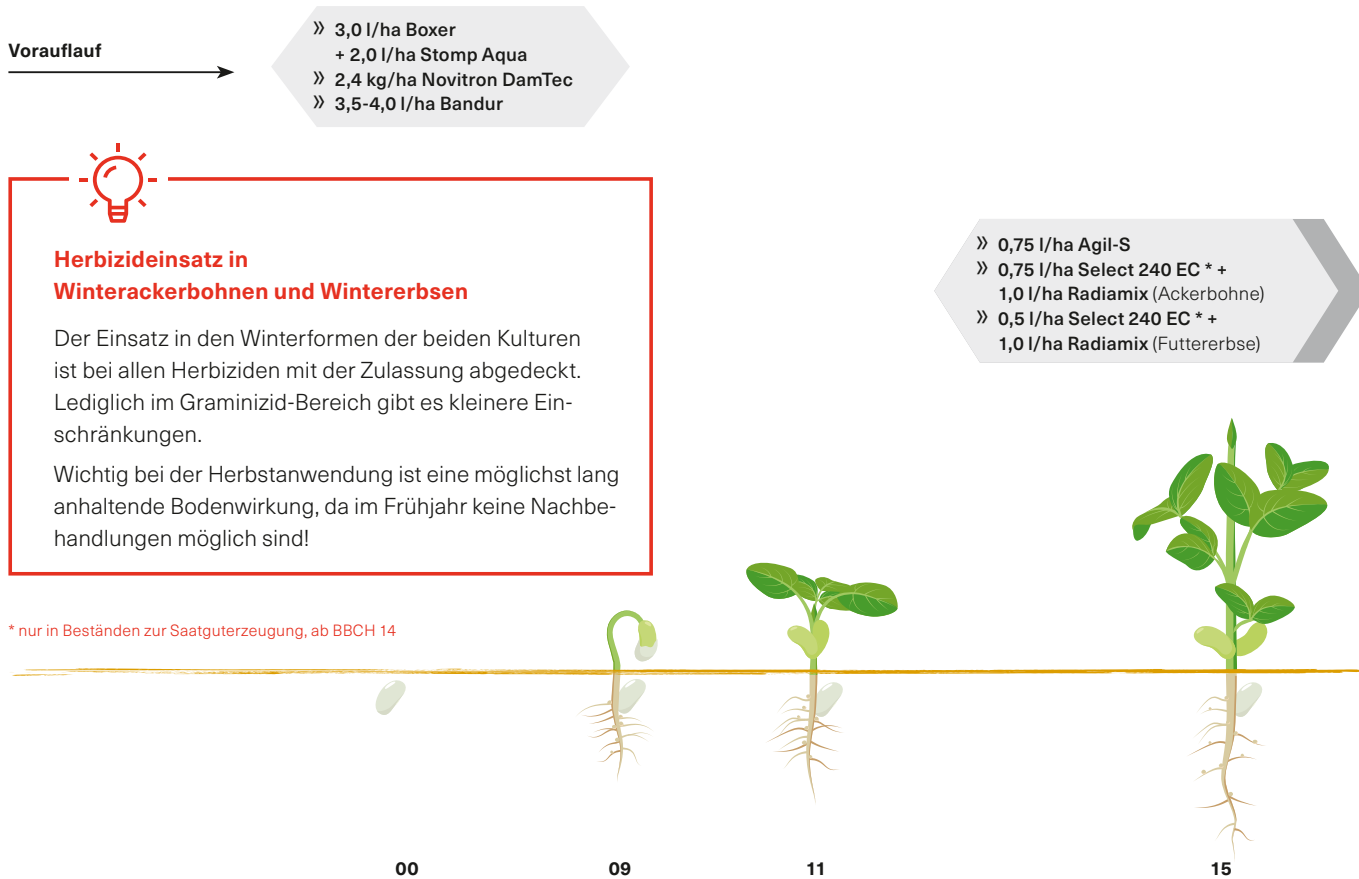 Vorauflauf
» 3,0 l/ha Boxer
+ 2,0 l/ha Stomp Aqua
» 2,4 kg/ha Novitron DamTec
» 3,5-4,0 l/ha Bandur
Herbizideinsatz in
Winterackerbohnen und Wintererbsen
Der Einsatz in den Winterformen der beiden Kulturen
ist bei allen Herbiziden mit der Zulassung abgedeckt.
Lediglich im Graminizid-Bereich gibt es kleinere Ein-
schränkungen.
Wichtig bei der Herbstanwendung ist eine möglichst lang
anhaltende Bodenwirkung, da im Frühjahr keine Nachbe-
handlungen möglich sind!
» 0,75 l/ha Agil-S
» 0,75 l/ha Select 240 EC * +
1,0 l/ha Radiamix (Ackerbohne)
» 0,5 l/ha Select 240 EC * +
1,0 l/ha Radiamix (Futtererbse)
* nur in Beständen zur Saatguterzeugung, ab BBCH 14
00 09 11 15